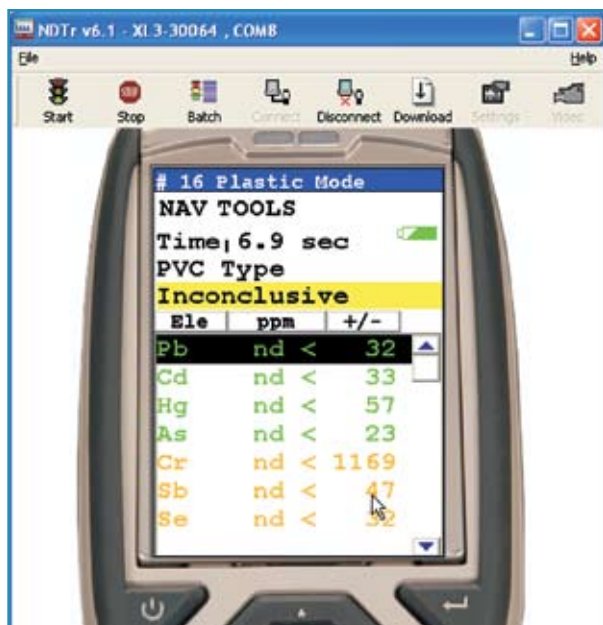 NDTr v6.1 - XL3-30064 , COM8
File Help
Start Stop Batch Connect Disconnect Download Settings Video
# 16 Plastic Mode
NAV TOOLS
Time: 6.9 sec
PVC Type
Inconclusive
Ele ppm +/-
Pb nd < 32
Cd nd < 33
Hg nd < 57
As nd < 23
Cr nd < 1169
Sb nd < 47
Se nd < 32